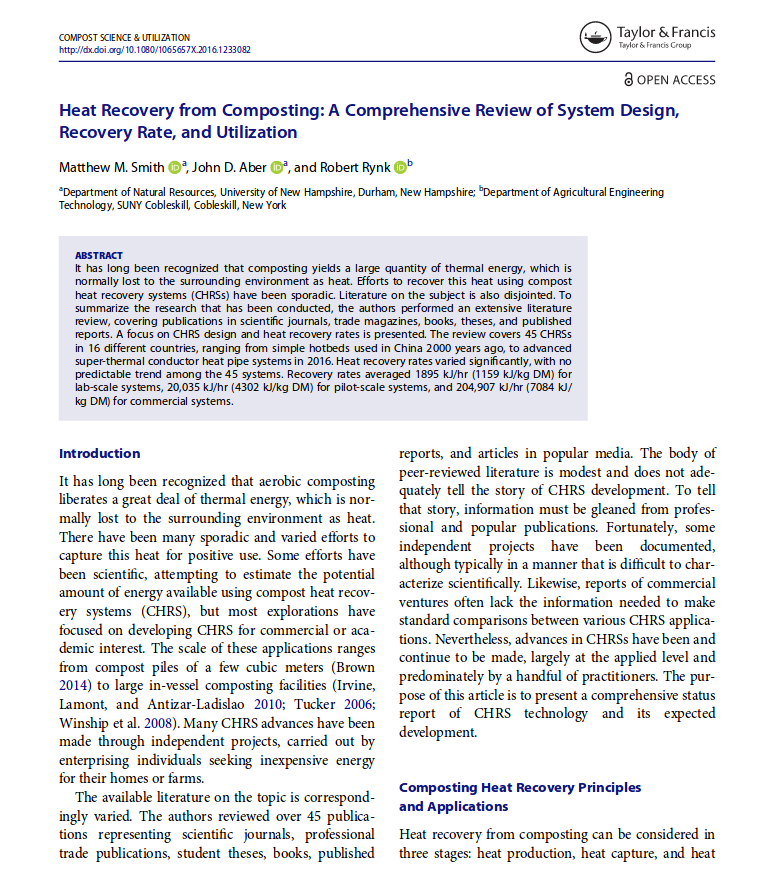 COMPOST SCIENCE & UTILIZATION
http://dx.doi.org/10.1080/1065657X.2016.1233082
Taylor & Francis
Taylor & Francis Group
OPEN ACCESS
Heat Recovery from Composting: A Comprehensive Review of System Design,
Recovery Rate, and Utilization
Matthew M. Smith iD a, John D. Aber iD a, and Robert Rynk iD b
aDepartment of Natural Resources, University of New Hampshire, Durham, New Hampshire; bDepartment of Agricultural Engineering
Technology, SUNY Cobleskill, Cobleskill, New York
ABSTRACT
It has long been recognized that composting yields a large quantity of thermal energy, which is
normally lost to the surrounding environment as heat. Efforts to recover this heat using compost
heat recovery systems (CHRSs) have been sporadic. Literature on the subject is also disjointed. To
summarize the research that has been conducted, the authors performed an extensive literature
review, covering publications in scientific journals, trade magazines, books, theses, and published
reports. A focus on CHRS design and heat recovery rates is presented. The review covers 45 CHRSs
in 16 different countries, ranging from simple hotbeds used in China 2000 years ago, to advanced
super-thermal conductor heat pipe systems in 2016. Heat recovery rates varied significantly, with no
predictable trend among the 45 systems. Recovery rates averaged 1895 kJ/hr (1159 kJ/kg DM) for
lab-scale systems, 20,035 kJ/hr (4302 kJ/kg DM) for pilot-scale systems, and 204,907 kJ/hr (7084 kJ/
kg DM) for commercial systems.
Introduction
It has long been recognized that aerobic composting
liberates a great deal of thermal energy, which is nor-
mally lost to the surrounding environment as heat.
There have been many sporadic and varied efforts to
capture this heat for positive use. Some efforts have
been scientific, attempting to estimate the potential
amount of energy available using compost heat recov-
ery systems (CHRS), but most explorations have
focused on developing CHRS for commercial or aca-
demic interest. The scale of these applications ranges
from compost piles of a few cubic meters (Brown
2014) to large in-vessel composting facilities (Irvine,
Lamont, and Antizar-Ladislao 2010; Tucker 2006;
Winship et al. 2008). Many CHRS advances have been
made through independent projects, carried out by
enterprising individuals seeking inexpensive energy
for their homes or farms.
The available literature on the topic is correspond-
ingly varied. The authors reviewed over 45 publica-
tions representing scientific journals, professional
trade publications, student theses, books, published
reports, and articles in popular media. The body of
peer-reviewed literature is modest and does not ade-
quately tell the story of CHRS development. To tell
that story, information must be gleaned from profes-
sional and popular publications. Fortunately, some
independent projects have been documented,
although typically in a manner that is difficult to char-
acterize scientifically. Likewise, reports of commercial
ventures often lack the information needed to make
standard comparisons between various CHRS applica-
tions. Nevertheless, advances in CHRSs have been and
continue to be made, largely at the applied level and
predominately by a handful of practitioners. The pur-
pose of this article is to present a comprehensive status
report of CHRS technology and its expected
development.
Composting Heat Recovery Principles
and Applications
Heat recovery from composting can be considered in
three stages: heat production, heat capture, and heat